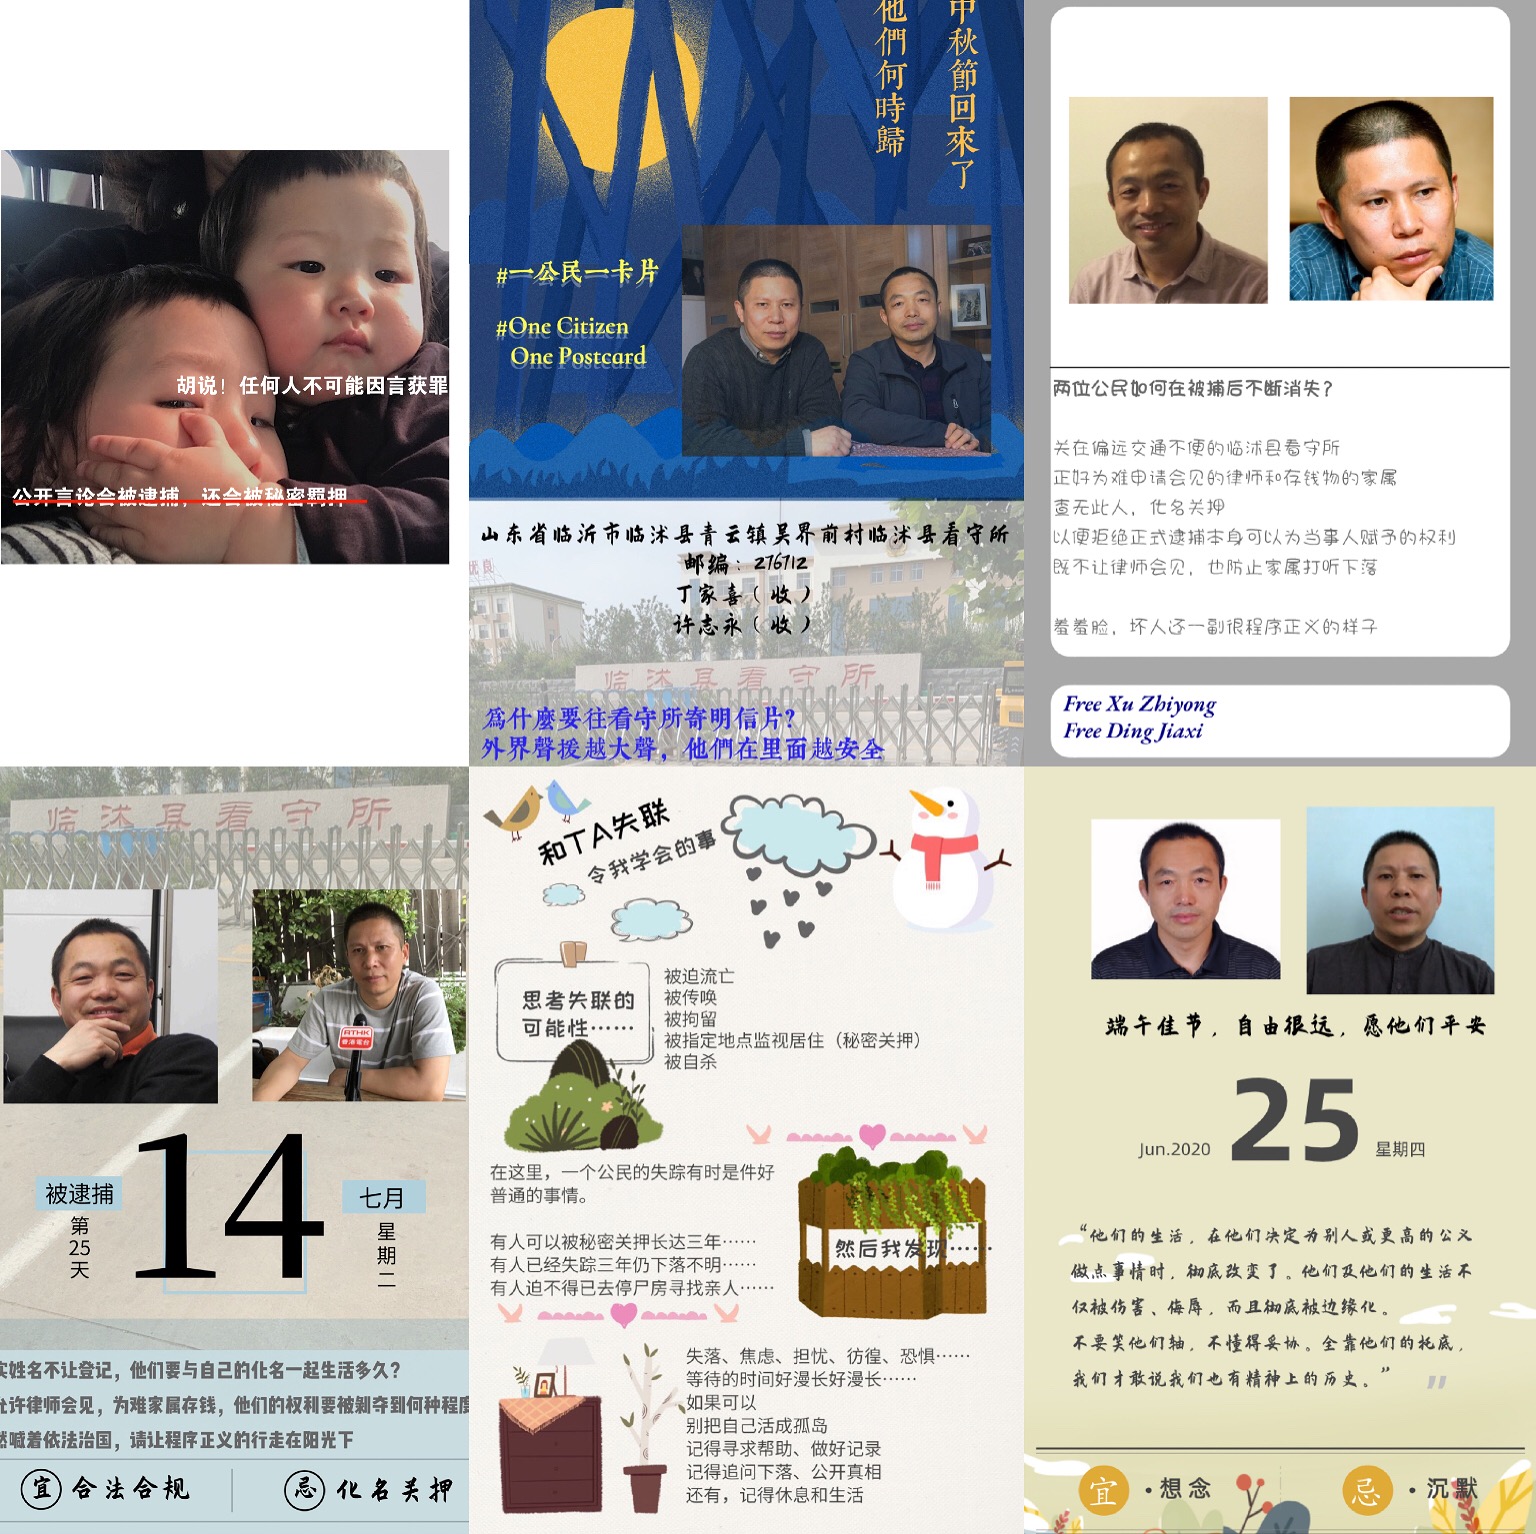 胡说！任何人不可能因言获罪
公开言论会被逮捕，还会被秘密羁押
中秋節回來了
他們何時歸
#一公民一卡片
#One Citizen
One Postcard
山东省临沂市临沭县青云镇吴界前村临沭县看守所
邮编：276712
丁家喜（收）
许志永（收）
临沭县看守所
爲什麼要往看守所寄明信片？
外界聲援越大聲，他們在里面越安全
两位公民如何在被捕后不断消失？
关在偏远交通不便的临沭县看守所
正好为难申请会见的律师和存钱物的家属
查无此人，化名关押
以便拒绝正式逮捕本身可以为当事人赋予的权利
既不让律师会见，也防止家属打听下落
羞羞脸，坏人还一副很程序正义的样子
Free Xu Zhiyong
Free Ding Jiaxi
临沭县看守所
RTHK
香港電台
14
被逮捕
第
25
天
七月
星
期
二
实姓名不让登记，他们要与自己的化名一起生活多久？
允许律师会见，为难家属存钱，他们的权利要被剥夺到何种程度
然喊着依法治国，请让程序正义的行走在阳光下
宜 合法合规
忌 化名关押
和TA失联
令我学会的事
思考失联的
可能性……
被迫流亡
被传唤
被拘留
被指定地点监视居住（秘密关押）
被自杀
在这里，一个公民的失踪有时是件好
普通的事情。
有人可以被秘密关押长达三年……
有人已经失踪三年仍下落不明……
有人迫不得已去停尸房寻找亲人……
然后我发现……
失落、焦虑、担忧、彷徨、恐惧……
等待的时间好漫长好漫长……
如果可以
别把自己活成孤岛
记得寻求帮助、做好记录
记得追问下落、公开真相
还有，记得休息和生活
端午佳节，自由很远，愿他们平安
Jun.2020 25 星期四
“他们的生活，在他们决定为别人或更高的公义
做点事情时，彻底改变了。他们及他们的生活不
仅被伤害、侮辱，而且彻底被边缘化。
不要笑他们轴，不懂得妥协。全靠他们的托底，
我们才敢说我们也有精神上的历史。”
宜 ·想念
忌 ·沉默